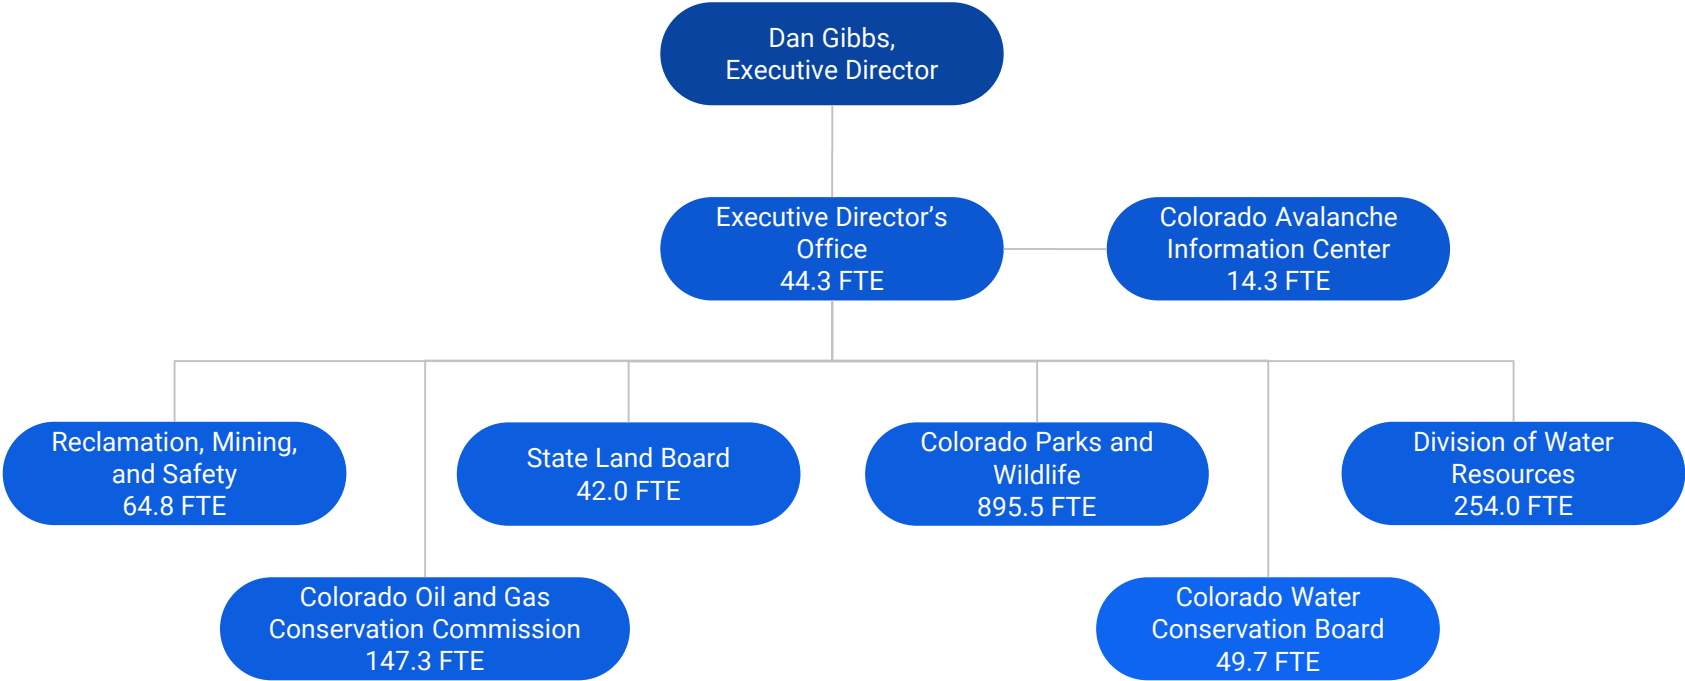 Dan Gibbs,
Executive Director
Executive Director’s
Office
44.3 FTE
Colorado Avalanche
Information Center
14.3 FTE
Reclamation, Mining,
and Safety
64.8 FTE
State Land Board
42.0 FTE
Colorado Parks and
Wildlife
895.5 FTE
Division of Water
Resources
254.0 FTE
Colorado Oil and Gas
Conservation Commission
147.3 FTE
Colorado Water
Conservation Board
49.7 FTE